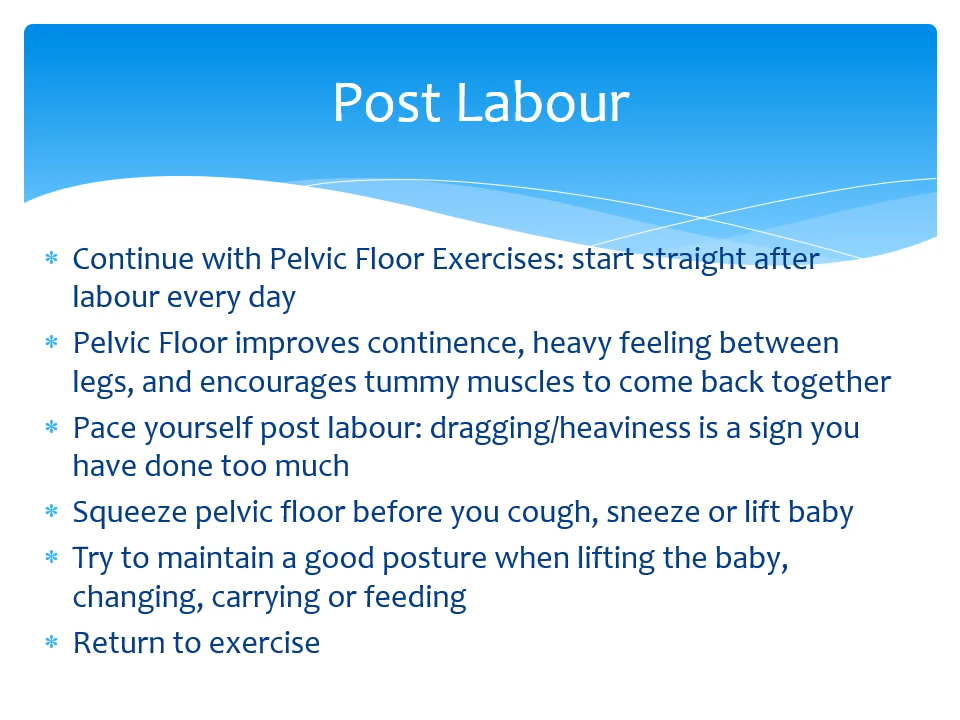 Post Labour
Continue with Pelvic Floor Exercises: start straight after
labour every day
Pelvic Floor improves continence, heavy feeling between
legs, and encourages tummy muscles to come back together
Pace yourself post labour: dragging/heaviness is a sign you
have done too much
Squeeze pelvic floor before you cough, sneeze or lift baby
Try to maintain a good posture when lifting the baby,
changing, carrying or feeding
Return to exercise